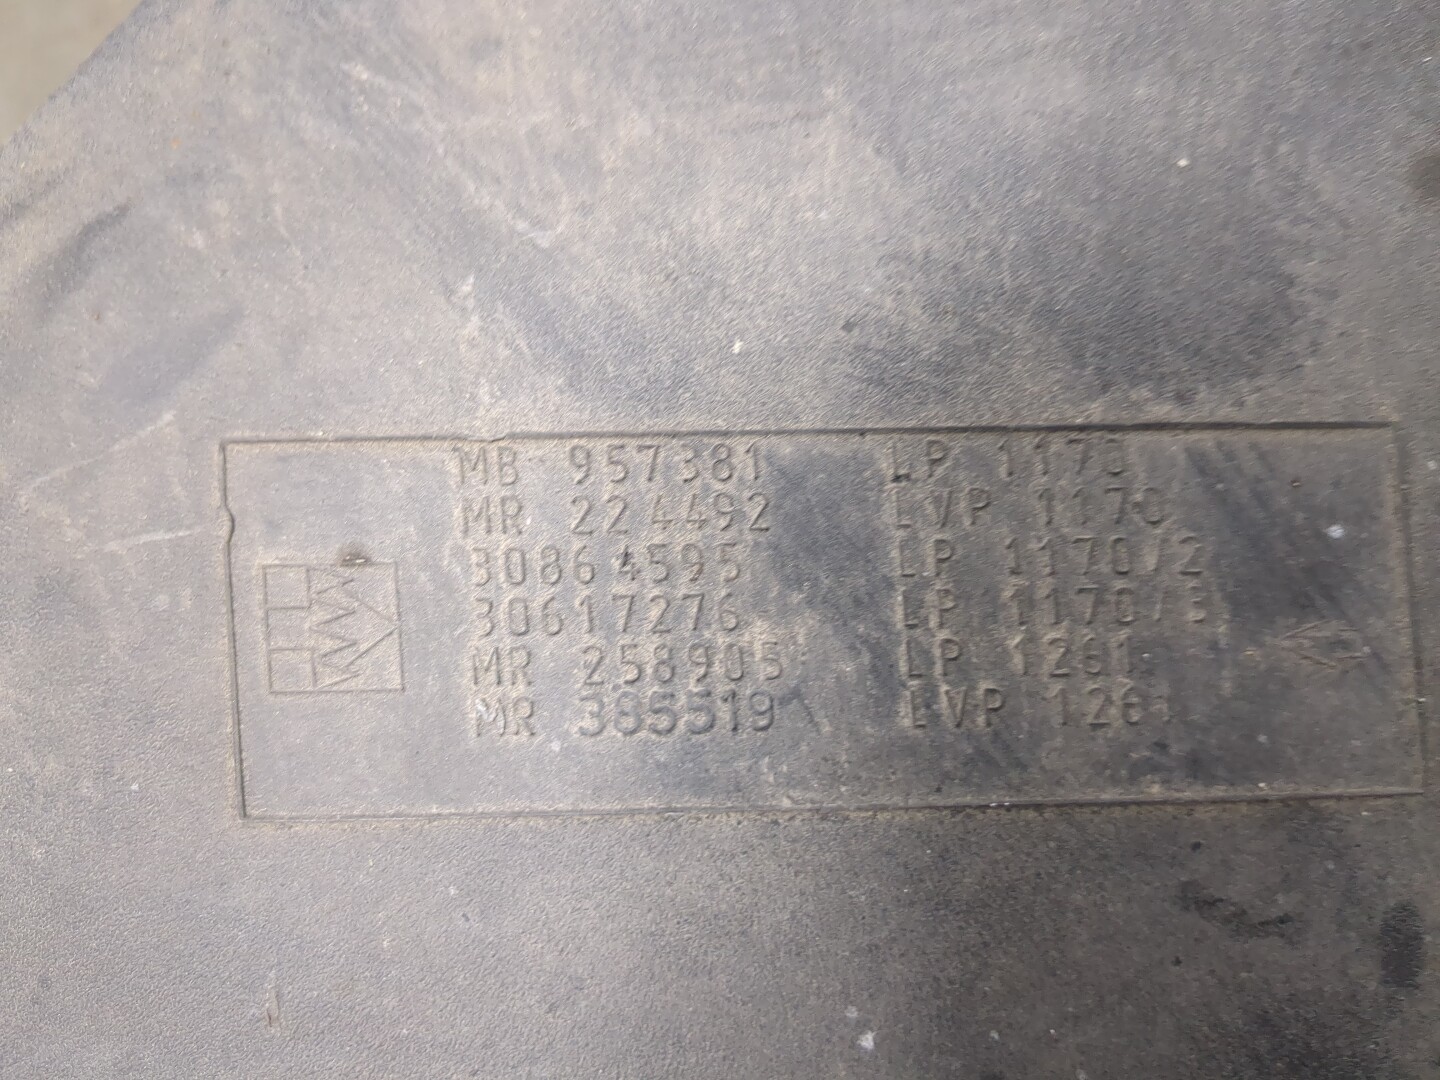 MB 957381 LP 1170
MR 224492 LVP 1170
30864595 LP 1170/2
30617276 LP 1170/3
MR 258905 LP 1261
MR 385519 LVP 1261